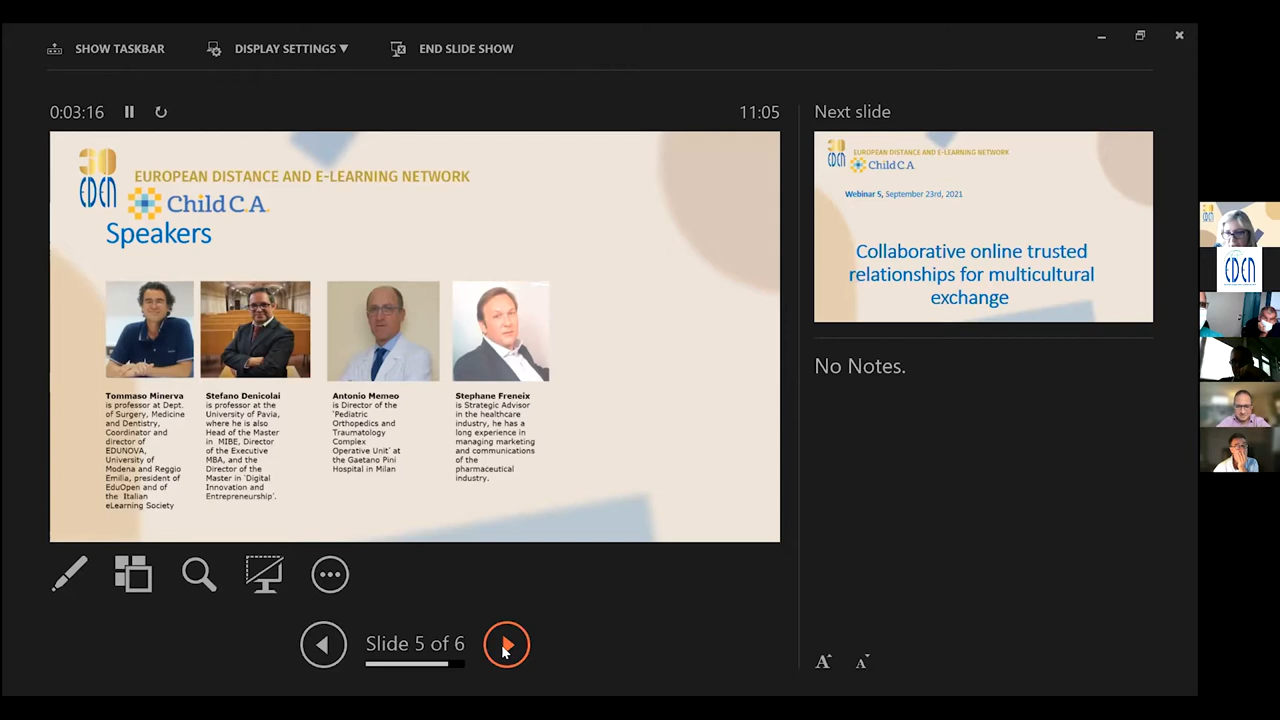 SHOW TASKBAR
DISPLAY SETTINGS ▼
END SLIDE SHOW
0:03:16
11:05
30
EDEN
EUROPEAN DISTANCE AND E-LEARNING NETWORK
Child C.A.
Speakers
Tommaso Minerva
is professor at Dept.
of Surgery, Medicine
and Dentistry,
Coordinator and
director of
EDUNOVA,
University of
Modena and Reggio
Emilia, president of
EduOpen and of
the Italian
eLearning Society
Stefano Denicolai
is professor at the
University of Pavia,
where he is also
Head of the Master
in MIBE, Director
of the Executive
MBA, and the
Director of the
Master in 'Digital
Innovation and
Entrepreneurship'.
Antonio Memeo
is Director of the
'Pediatric
Orthopedics and
Traumatology
Complex
Operative Unit' at
the Gaetano Pini
Hospital in Milan
Stephane Freneix
is Strategic Advisor
in the healthcare
industry, he has a
long experience in
managing marketing
and communications
of the
pharmaceutical
industry.
Slide 5 of 6
Next slide
30
EDEN
EUROPEAN DISTANCE AND E-LEARNING NETWORK
Child C.A.
Webinar 5, September 23rd, 2021
Collaborative online trusted
relationships for multicultural
exchange
No Notes.
A A
EDEN